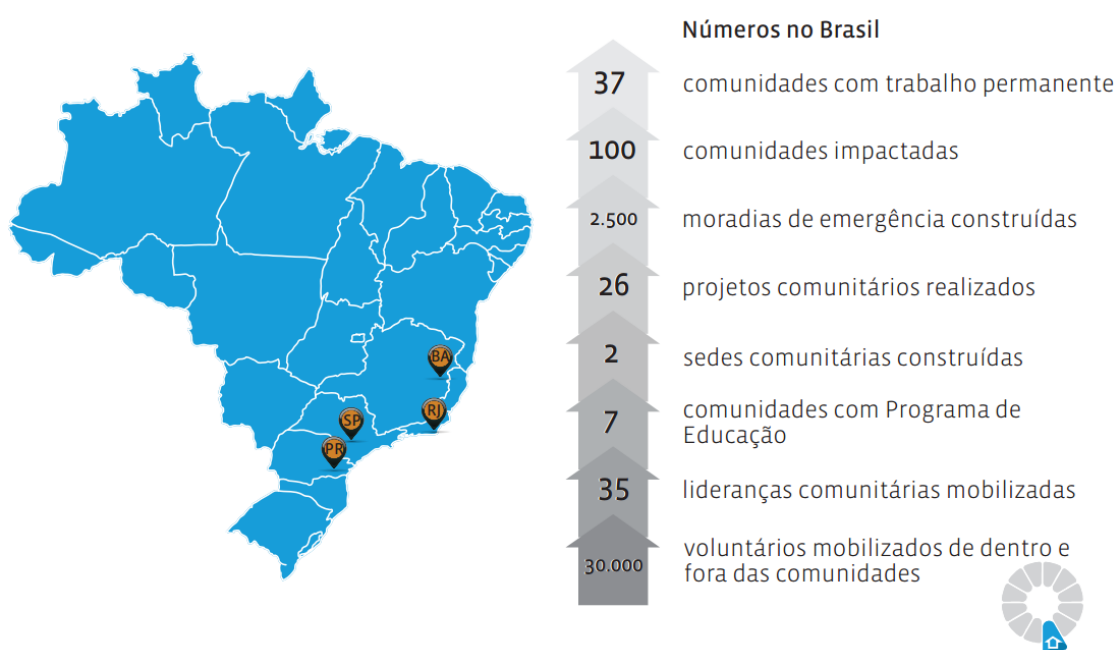 Números no Brasil
37 comunidades com trabalho permanente
100 comunidades impactadas
2.500 moradias de emergência construídas
26 projetos comunitários realizados
2 sedes comunitárias construídas
7 comunidades com Programa de
Educação
35 lideranças comunitárias mobilizadas
30.000 voluntários mobilizados de dentro e
fora das comunidades
BA
RJ
SP
PR